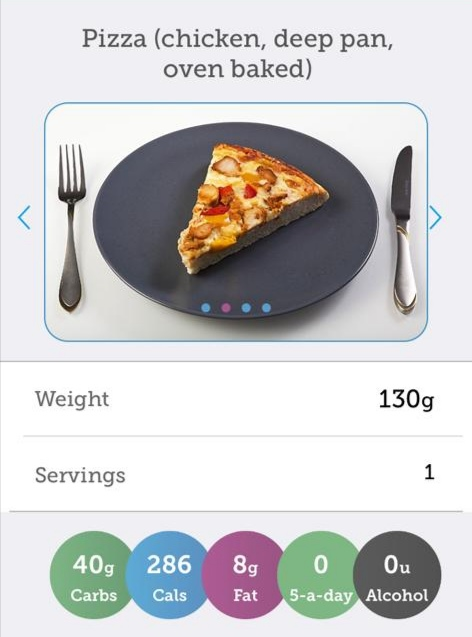 Pizza (chicken, deep pan,
oven baked)
Weight 130g
Servings 1
40g 286 8g 0 0u
Carbs Cals Fat 5-a-day Alcohol